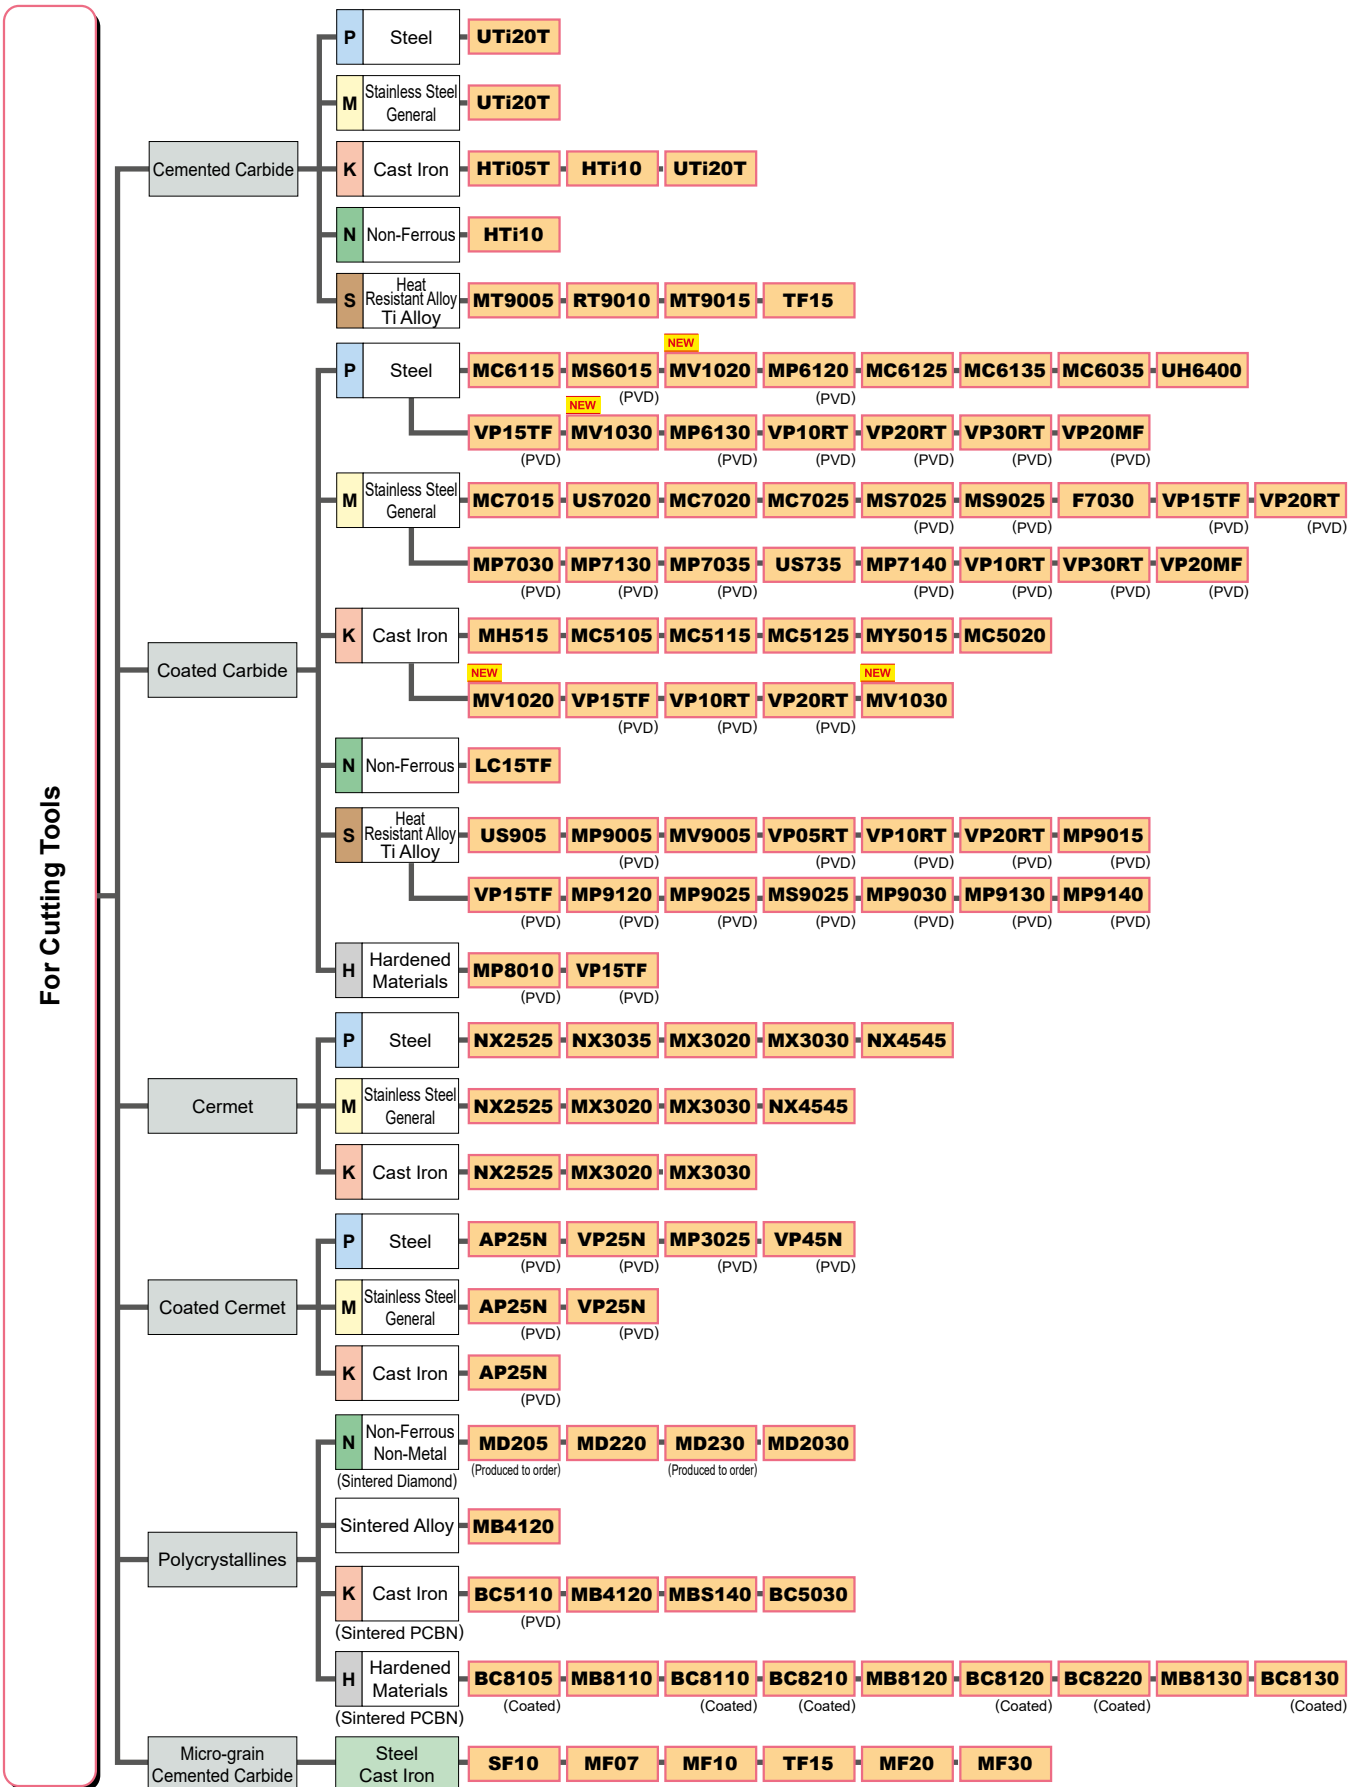 For Cutting Tools
Cemented Carbide
P Steel UTi20T
M Stainless Steel
General
UTi20T
K Cast Iron HTi05T HTi10 UTi20T
N Non-Ferrous HTi10
S Heat
Resistant Alloy
Ti Alloy
MT9005 RT9010 MT9015 TF15
Coated Carbide
NEW
P Steel MC6115 MS6015 MV1020 MP6120 MC6125 MC6135 MC6035 UH6400
(PVD) (PVD)
NEW
VP15TF MV1030 MP6130 VP10RT VP20RT VP30RT VP20MF
(PVD) (PVD) (PVD) (PVD) (PVD) (PVD)
M Stainless Steel
General
MC7015 US7020 MC7020 MC7025 MS7025 MS9025 F7030 VP15TF VP20RT
(PVD) (PVD) (PVD) (PVD)
MP7030 MP7130 MP7035 US735 MP7140 VP10RT VP30RT VP20MF
(PVD) (PVD) (PVD) (PVD) (PVD) (PVD) (PVD)
K Cast Iron MH515 MC5105 MC5115 MC5125 MY5015 MC5020
NEW NEW
MV1020 VP15TF VP10RT VP20RT MV1030
(PVD) (PVD) (PVD)
N Non-Ferrous LC15TF
S Heat
Resistant Alloy
Ti Alloy
US905 MP9005 MV9005 VP05RT VP10RT VP20RT MP9015
(PVD) (PVD) (PVD) (PVD) (PVD) (PVD)
VP15TF MP9120 MP9025 MS9025 MP9030 MP9130 MP9140
(PVD) (PVD) (PVD) (PVD) (PVD) (PVD) (PVD)
H Hardened
Materials
MP8010 VP15TF
(PVD) (PVD)
Cermet
P Steel NX2525 NX3035 MX3020 MX3030 NX4545
M Stainless Steel
General
NX2525 MX3020 MX3030 NX4545
K Cast Iron NX2525 MX3020 MX3030
Coated Cermet
P Steel AP25N VP25N MP3025 VP45N
(PVD) (PVD) (PVD) (PVD)
M Stainless Steel
General
AP25N VP25N
(PVD) (PVD)
K Cast Iron AP25N
(PVD)
Polycrystallines
N Non-Ferrous
Non-Metal
(Sintered Diamond)
MD205 MD220 MD230 MD2030
(Produced to order) (Produced to order)
Sintered Alloy MB4120
K Cast Iron BC5110 MB4120 MBS140 BC5030
(Sintered PCBN) (PVD)
H Hardened
Materials
(Sintered PCBN)
BC8105 MB8110 BC8110 BC8210 MB8120 BC8120 BC8220 MB8130 BC8130
(Coated) (Coated) (Coated) (Coated) (Coated) (Coated)
Micro-grain
Cemented Carbide
Steel
Cast Iron
SF10 MF07 MF10 TF15 MF20 MF30